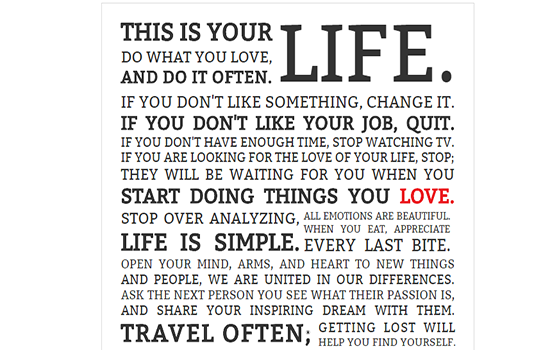 THIS IS YOUR LIFE.
DO WHAT YOU LOVE,
AND DO IT OFTEN.
IF YOU DON'T LIKE SOMETHING, CHANGE IT.
IF YOU DON'T LIKE YOUR JOB, QUIT.
IF YOU DON'T HAVE ENOUGH TIME, STOP WATCHING TV.
IF YOU ARE LOOKING FOR THE LOVE OF YOUR LIFE, STOP;
THEY WILL BE WAITING FOR YOU WHEN YOU
START DOING THINGS YOU LOVE.
STOP OVER ANALYZING,
LIFE IS SIMPLE.
ALL EMOTIONS ARE BEAUTIFUL.
WHEN YOU EAT, APPRECIATE
EVERY LAST BITE.
OPEN YOUR MIND, ARMS, AND HEART TO NEW THINGS
AND PEOPLE, WE ARE UNITED IN OUR DIFFERENCES.
ASK THE NEXT PERSON YOU SEE WHAT THEIR PASSION IS,
AND SHARE YOUR INSPIRING DREAM WITH THEM.
TRAVEL OFTEN;
GETTING LOST WILL
HELP YOU FIND YOURSELF.